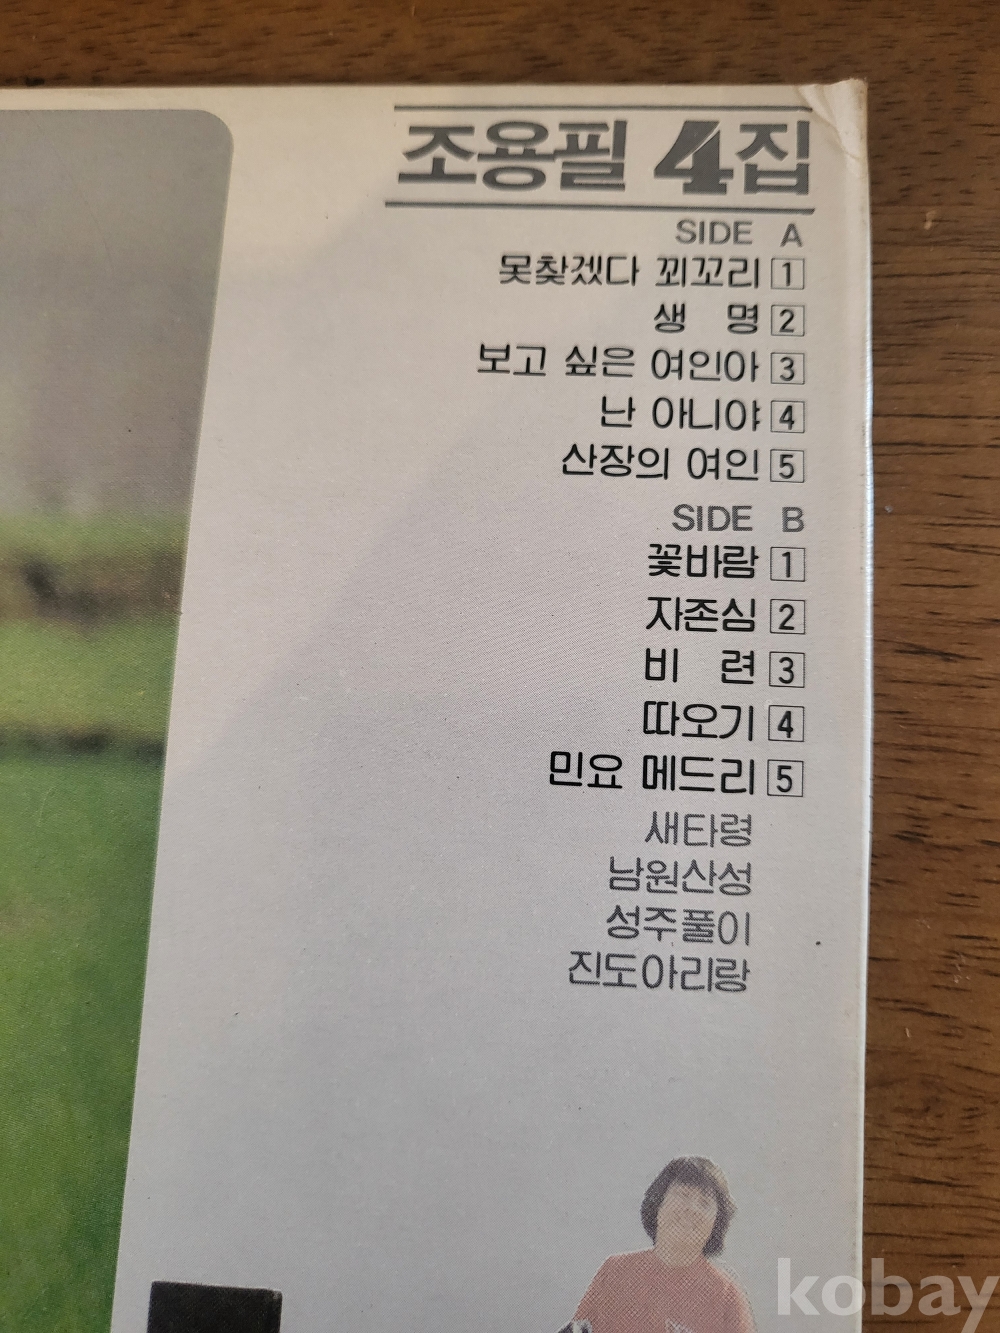 조용필 4집
SIDE A
못찾겠다 꾀꼬리 1
생 명 2
보고 싶은 여인아 3
난 아니야 4
산장의 여인 5
SIDE B
꽃바람 1
자존심 2
비 련 3
따오기 4
민요 메드리 5
새타령
남원산성
성주풀이
진도아리랑
kobay